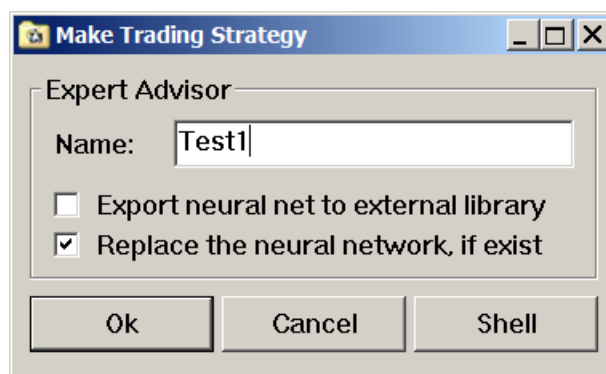 Make Trading Strategy
Expert Advisor
Name: Test1
Export neural net to external library
Replace the neural network, if exist
Ok Cancel Shell